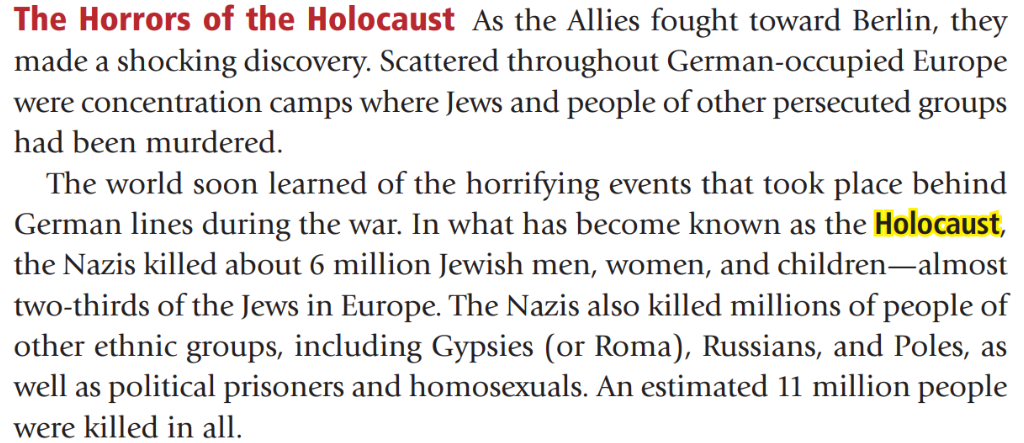 The Horrors of the Holocaust As the Allies fought toward Berlin, they
made a shocking discovery. Scattered throughout German-occupied Europe
were concentration camps where Jews and people of other persecuted groups
had been murdered.
The world soon learned of the horrifying events that took place behind
German lines during the war. In what has become known as the Holocaust,
the Nazis killed about 6 million Jewish men, women, and children—almost
two-thirds of the Jews in Europe. The Nazis also killed millions of people of
other ethnic groups, including Gypsies (or Roma), Russians, and Poles, as
well as political prisoners and homosexuals. An estimated 11 million people
were killed in all.